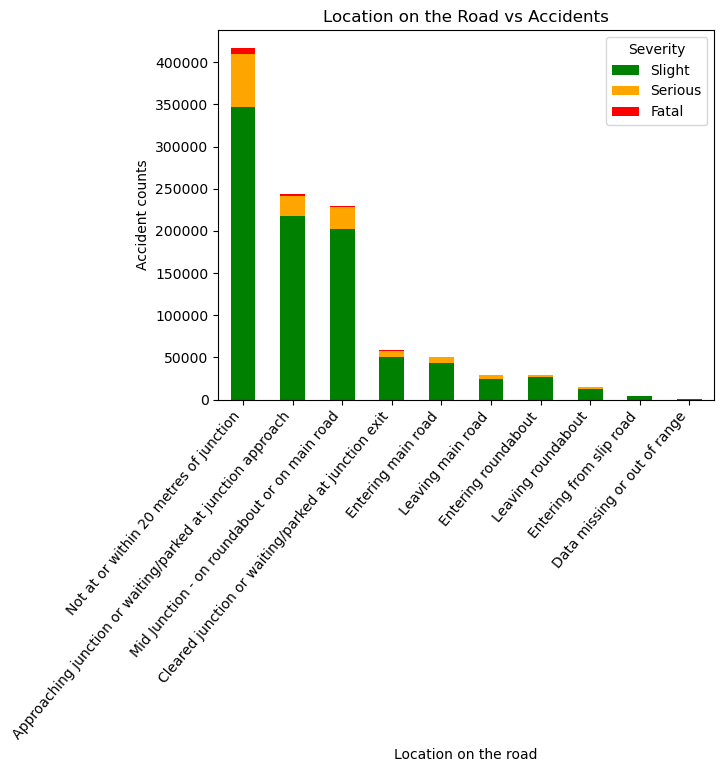 Location on the Road vs Accidents
Severity
Slight
Serious
Fatal
Accident counts
400000
350000
300000
250000
200000
150000
100000
50000
0
Not at or within 20 metres of junction
Approaching junction or waiting/parked at junction approach
Mid Junction - on roundabout or on main road
Cleared junction or waiting/parked at junction exit
Entering main road
Leaving main road
Entering roundabout
Leaving roundabout
Entering from slip road
Data missing or out of range
Location on the road